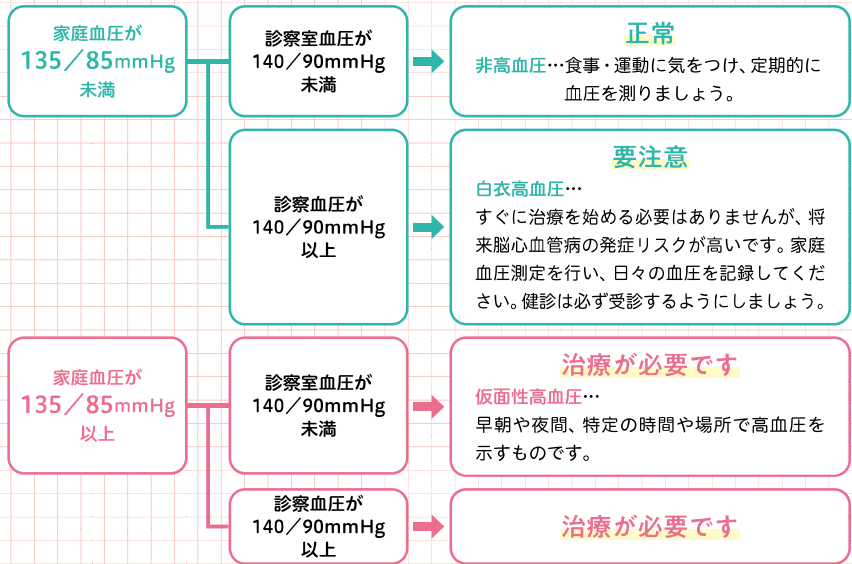 家庭血圧が
135／85mmHg
未満
診察室血圧が
140／90mmHg
未満
正常
非高血圧…食事・運動に気をつけ、定期的に
血圧を測りましょう。
診察血圧が
140／90mmHg
以上
要注意
白衣高血圧…
すぐに治療を始める必要はありませんが、将
来脳心血管病の発症リスクが高いです。家庭
血圧測定を行い、日々の血圧を記録してくだ
さい。健診は必ず受診するようにしましょう。
家庭血圧が
135／85mmHg
以上
診察室血圧が
140／90mmHg
未満
治療が必要です
仮面性高血圧…
早朝や夜間、特定の時間や場所で高血圧を
示すものです。
診察血圧が
140／90mmHg
以上
治療が必要です